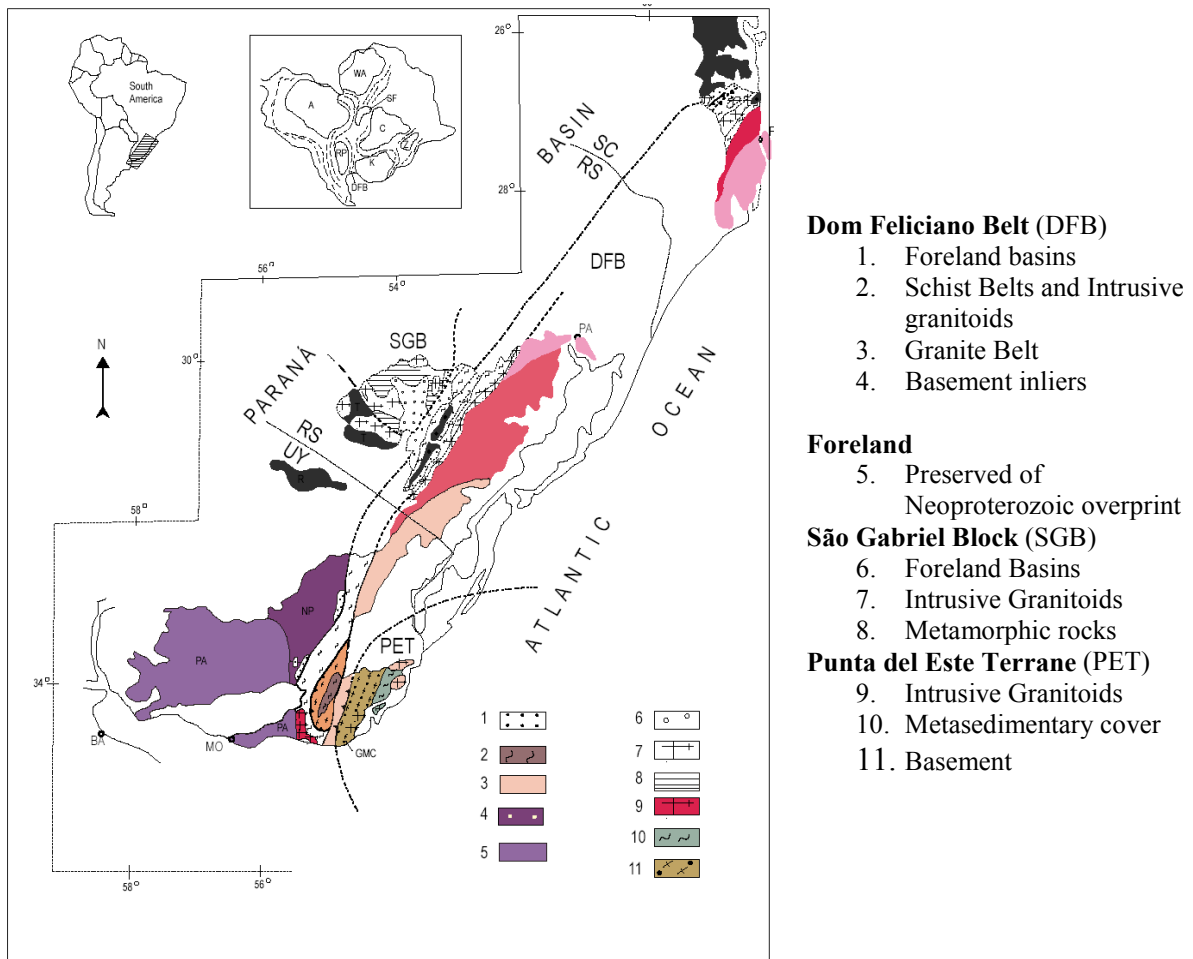 26°
South
America
WA
A
SF
C
RP
K
DFB
BASIN
SC
RS
28°
56°
54°
DFB
N
30°
SGB
PA
PARANÁ
RS
UY
R
OCEAN
ATLANTIC
58°
NP
PA
PET
34°
PA
BA
MO
GMC
1
2
3
4
5
6
7
8
9
10
11
58°
56°
Dom Feliciano Belt (DFB)
1. Foreland basins
2. Schist Belts and Intrusive
granitoids
3. Granite Belt
4. Basement inliers
Foreland
5. Preserved of
Neoproterozoic overprint
São Gabriel Block (SGB)
6. Foreland Basins
7. Intrusive Granitoids
8. Metamorphic rocks
Punta del Este Terrane (PET)
9. Intrusive Granitoids
10. Metasedimentary cover
11. Basement